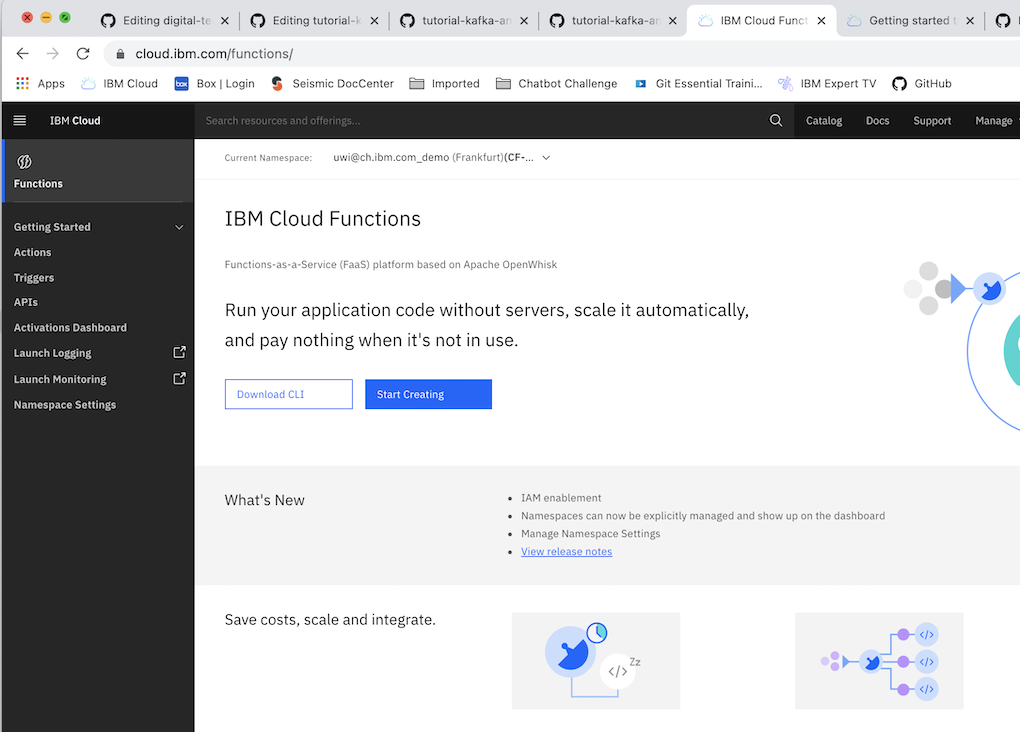 Editing digital-te
Editing tutorial-k
tutorial-kafka-an
tutorial-kafka-an
IBM Cloud Funct
Getting started t
cloud.ibm.com/functions/
Apps
IBM Cloud
box
Box | Login
Seismic DocCenter
Imported
Chatbot Challenge
Git Essential Traini...
IBM Expert TV
GitHub
IBM Cloud
Search resources and offerings...
Catalog
Docs
Support
Manage
Functions
Getting Started
Actions
Triggers
APIs
Activations Dashboard
Launch Logging
Launch Monitoring
Namespace Settings
Current Namespace: uwi@ch.ibm.com_demo (Frankfurt)(CF-...
IBM Cloud Functions
Functions-as-a-Service (FaaS) platform based on Apache OpenWhisk
Run your application code without servers, scale it automatically,
and pay nothing when it's not in use.
Download CLI
Start Creating
What's New
IAM enablement
Namespaces can now be explicitly managed and show up on the dashboard
Manage Namespace Settings
View release notes
Save costs, scale and integrate.
</>
Zz
</>
</>
</>